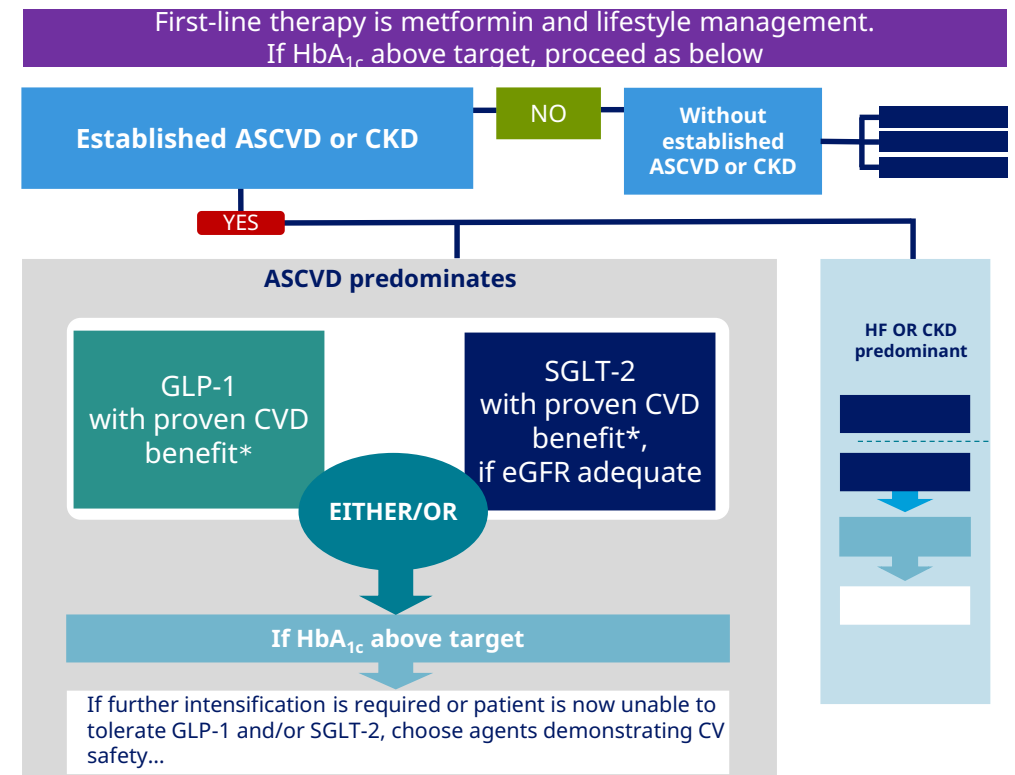 First-line therapy is metformin and lifestyle management.
If HbA1c above target, proceed as below
Established ASCVD or CKD
NO
Without
established
ASCVD or CKD
YES
ASCVD predominates
HF OR CKD
predominant
GLP-1
with proven CVD
benefit*
SGLT-2
with proven CVD
benefit*,
if eGFR adequate
EITHER/OR
If HbA1c above target
If further intensification is required or patient is now unable to
tolerate GLP-1 and/or SGLT-2, choose agents demonstrating CV
safety...